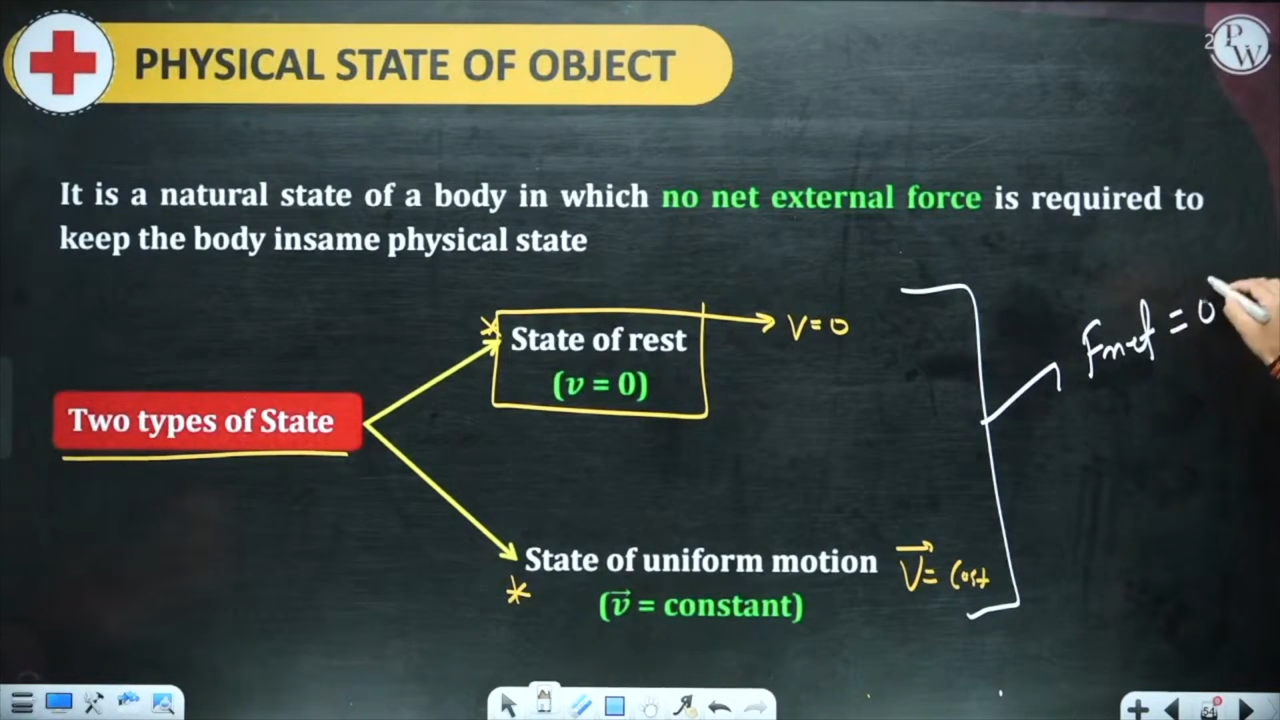 PHYSICAL STATE OF OBJECT
PW
It is a natural state of a body in which no net external force is required to
keep the body insame physical state
State of rest
(v = 0)
V = 0
Fnet = 0
Two types of State
State of uniform motion
(v⃗ = constant)
V⃗ = Cost
54